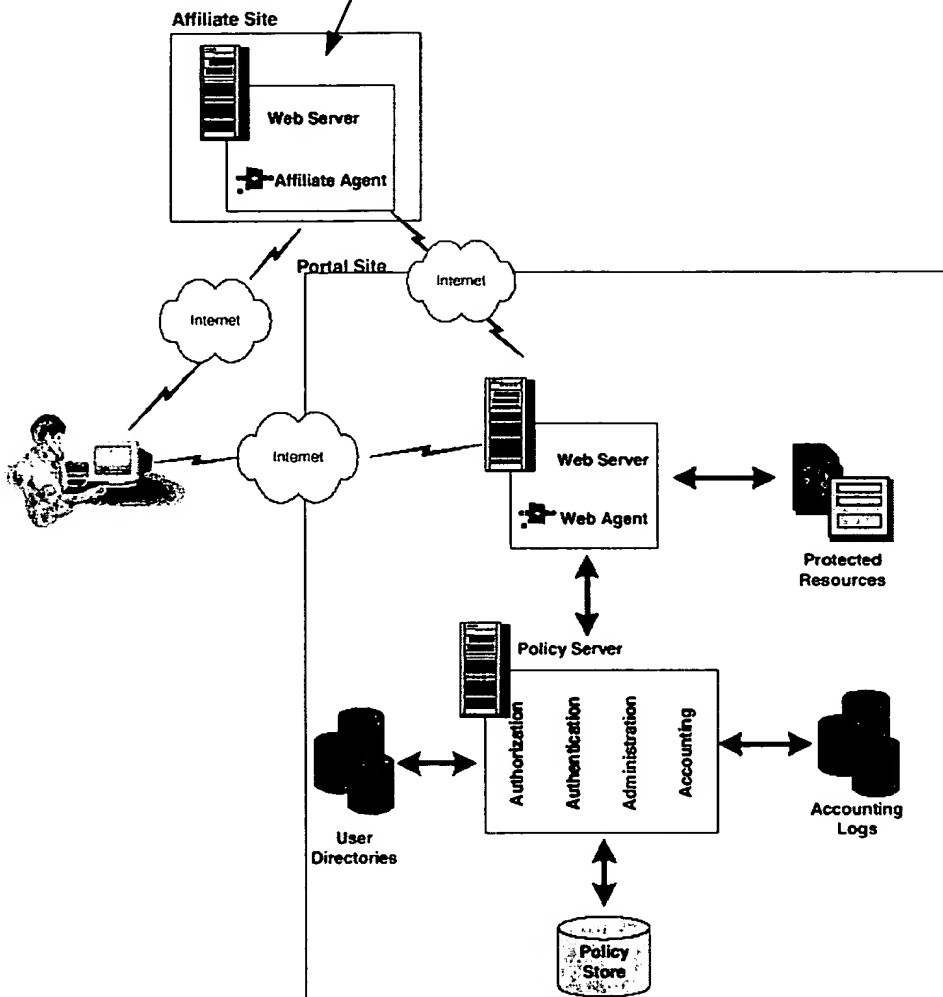 Affiliate Site
Web Server
Affiliate Agent
Portal Site
Internet
Internet
Internet
Web Server
Web Agent
Protected
Resources
Policy Server
Authorization
Authentication
Administration
Accounting
User
Directories
Accounting
Logs
Policy
Store